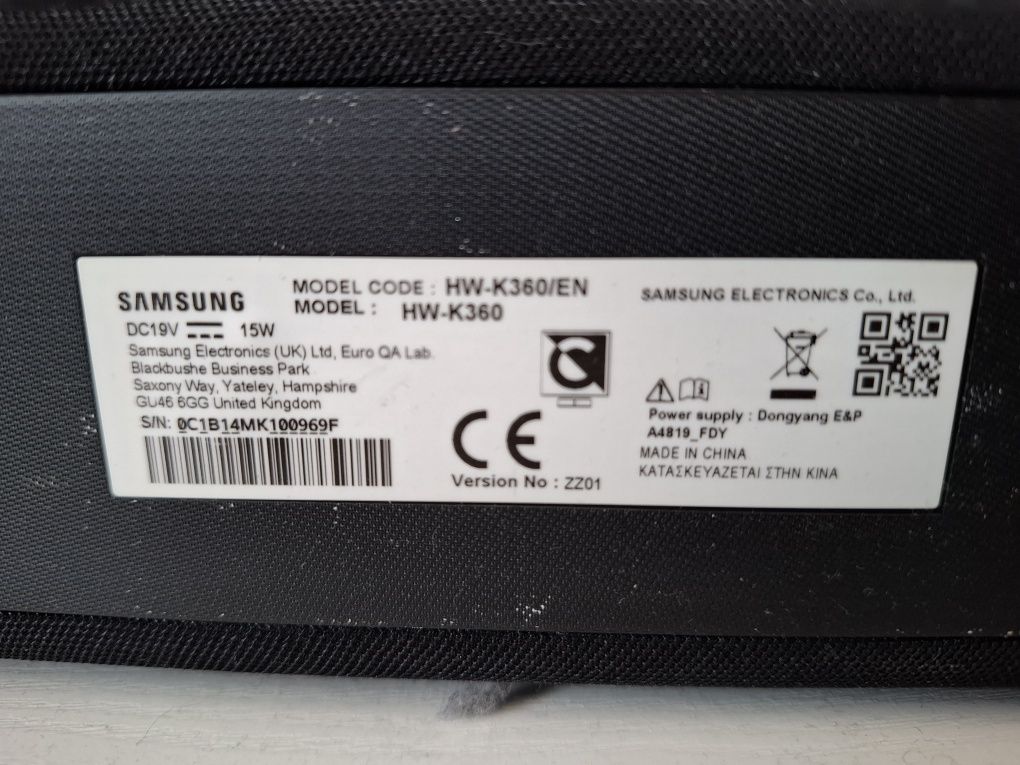 SAMSUNG
DC19V 15W
Samsung Electronics (UK) Ltd, Euro QA Lab.
Blackbushe Business Park
Saxony Way, Yateley, Hampshire
GU46 6GG United Kingdom
S/N: 0C1B14MK100969F
MODEL CODE : HW-K360/EN
MODEL : HW-K360
CE
Version No : ZZ01
SAMSUNG ELECTRONICS Co., Ltd.
Power supply : Dongyang E&P
A4819_FDY
MADE IN CHINA
ΚΑΤΑΣΚΕΥΑΖΕΤΑΙ ΣΤΗΝ ΚΙΝΑ